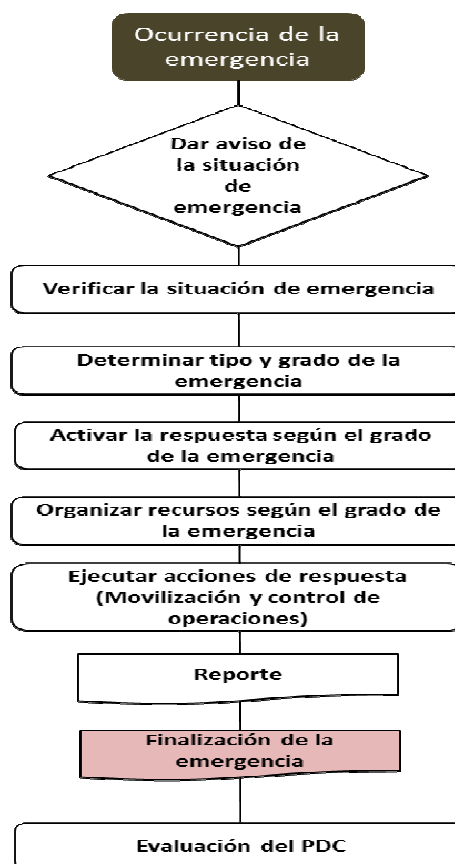 Ocurrencia de la
emergencia
Dar aviso de
la situación
de
emergencia
Verificar la situación de emergencia
Determinar tipo y grado de la
emergencia
Activar la respuesta según el grado
de la emergencia
Organizar recursos según el grado de
la emergencia
Ejecutar acciones de respuesta
(Movilización y control de
operaciones)
Reporte
Finalización de la
emergencia
Evaluación del PDC